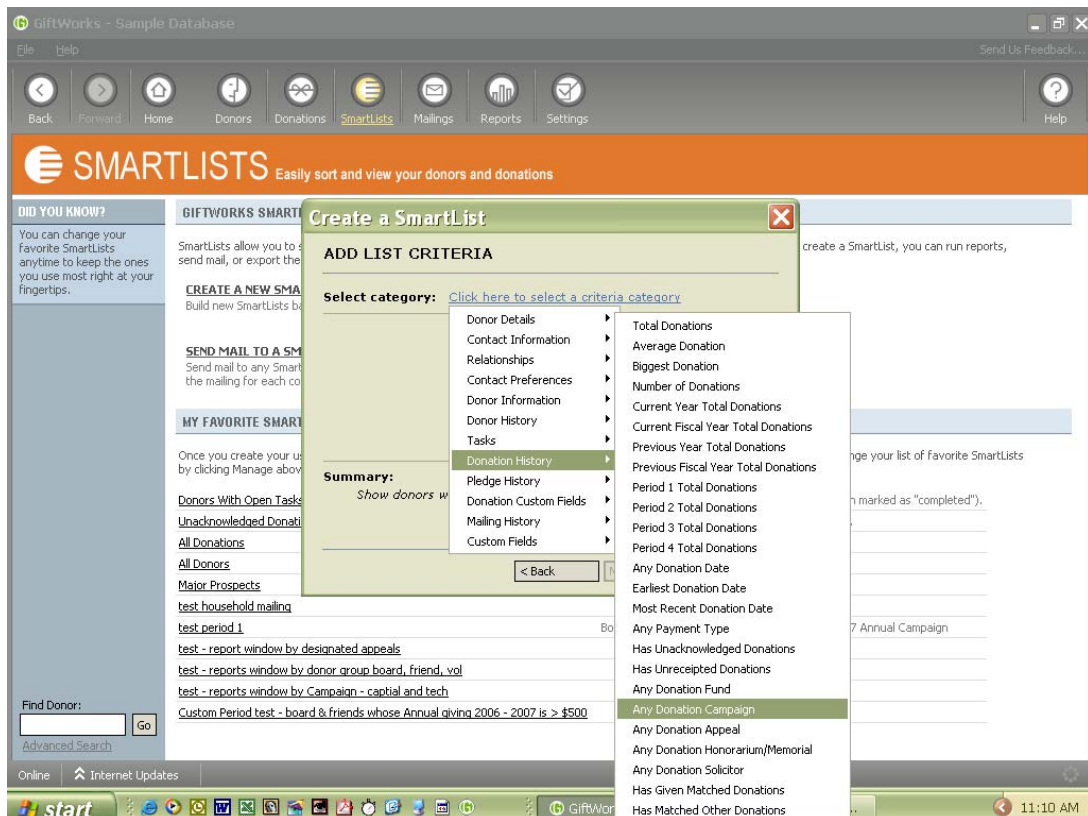 GiftWorks - Sample Database
File Help
Send Us Feedback...
Back Forward Home Donors Donations SmartLists Mailings Reports Settings Help
SMARTLISTS Easily sort and view your donors and donations
DID YOU KNOW?
You can change your
favorite SmartLists
anytime to keep the ones
you use most right at your
fingertips.
GIFTWORKS SMARTL
SmartLists allow you to s
send mail, or export the
create a SmartList, you can run reports,
CREATE A NEW SMA
Build new SmartLists ba
SEND MAIL TO A SM
Send mail to any Smart
the mailing for each co
MY FAVORITE SMART
Once you create your u
by clicking Manage abov
nge your list of favorite SmartLists
Donors With Open Tasks
n marked as "completed").
Unacknowledged Donati
All Donations
All Donors
Major Prospects
test household mailing
test period 1
Bo
7 Annual Campaign
test - report window by designated appeals
test - reports window by donor group board, friend, vol
test - reports window by Campaign - captial and tech
Custom Period test - board & friends whose Annual giving 2006 - 2007 is > $500
Create a SmartList
ADD LIST CRITERIA
Select category: Click here to select a criteria category
Summary:
Show donors w
< Back
Donor Details
Contact Information
Relationships
Contact Preferences
Donor Information
Donor History
Tasks
Donation History
Pledge History
Donation Custom Fields
Mailing History
Custom Fields
Total Donations
Average Donation
Biggest Donation
Number of Donations
Current Year Total Donations
Current Fiscal Year Total Donations
Previous Year Total Donations
Previous Fiscal Year Total Donations
Period 1 Total Donations
Period 2 Total Donations
Period 3 Total Donations
Period 4 Total Donations
Any Donation Date
Earliest Donation Date
Most Recent Donation Date
Any Payment Type
Has Unacknowledged Donations
Has Unreceipted Donations
Any Donation Fund
Any Donation Campaign
Any Donation Appeal
Any Donation Honorarium/Memorial
Any Donation Solicitor
Has Given Matched Donations
Has Matched Other Donations
Find Donor:
Go
Advanced Search
Online Internet Updates
start
GiftWor
11:10 AM